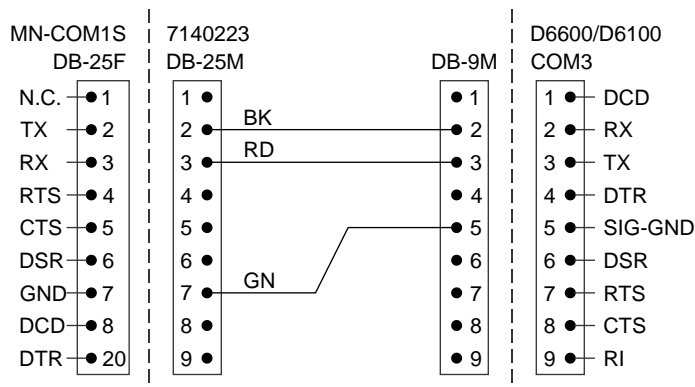 MN-COM1S 7140223 D6600/D6100
DB-25F DB-25M DB-9M COM3
N.C. 1 1 1 1 DCD
TX 2 2 BK 2 2 RX
RX 3 3 RD 3 3 TX
RTS 4 4 4 4 DTR
CTS 5 5 5 5 SIG-GND
DSR 6 6 6 6 DSR
GND 7 7 GN 7 7 RTS
DCD 8 8 8 8 CTS
DTR 20 9 9 9 RI